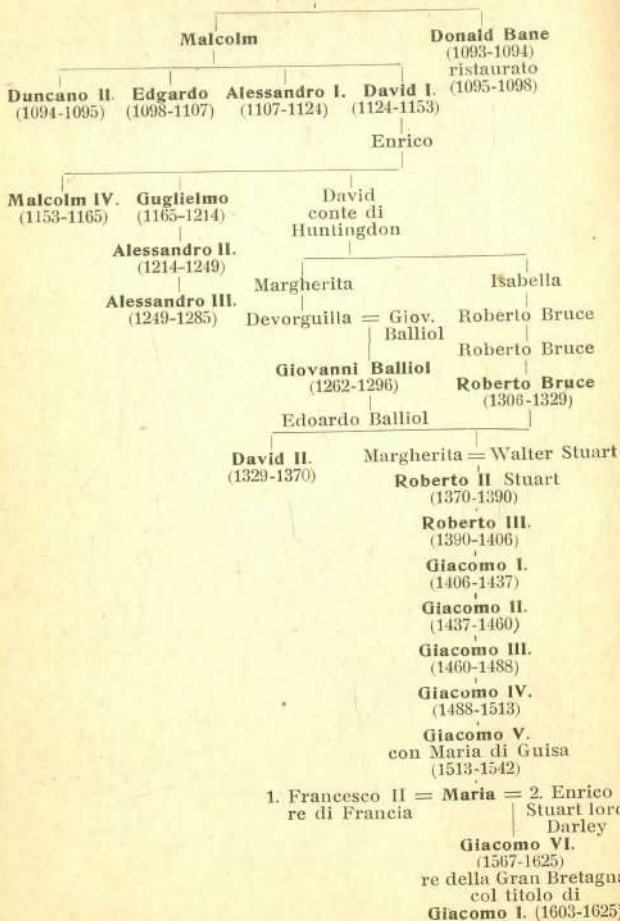 Malcolm
Donald Bane
(1093-1094)
ristaurato
(1095-1098)
Duncano II. Edgardo Alessandro I. David I.
(1094-1095) (1098-1107) (1107-1124) (1124-1153)
Enrico
Malcolm IV. Guglielmo
(1153-1165) (1165-1214)
David
conte di
Huntingdon
Alessandro II.
(1214-1249)
Alessandro III.
(1249-1285)
Margherita
Isabella
Devorguilla = Giov.
Balliol
Roberto Bruce
Roberto Bruce
Giovanni Balliol
(1262-1296)
Roberto Bruce
(1306-1329)
Edoardo Balliol
David II.
(1329-1370)
Margherita = Walter Stuart
Roberto II Stuart
(1370-1390)
Roberto III.
(1390-1406)
Giacomo I.
(1406-1437)
Giacomo II.
(1437-1460)
Giacomo III.
(1460-1488)
Giacomo IV.
(1488-1513)
Giacomo V.
con Maria di Guisa
(1513-1542)
1. Francesco II = Maria = 2. Enrico
re di Francia
Stuart lord
Darley
Giacomo VI.
(1567-1625)
re della Gran Bretagna
col titolo di
Giacomo I. (1603-1625)